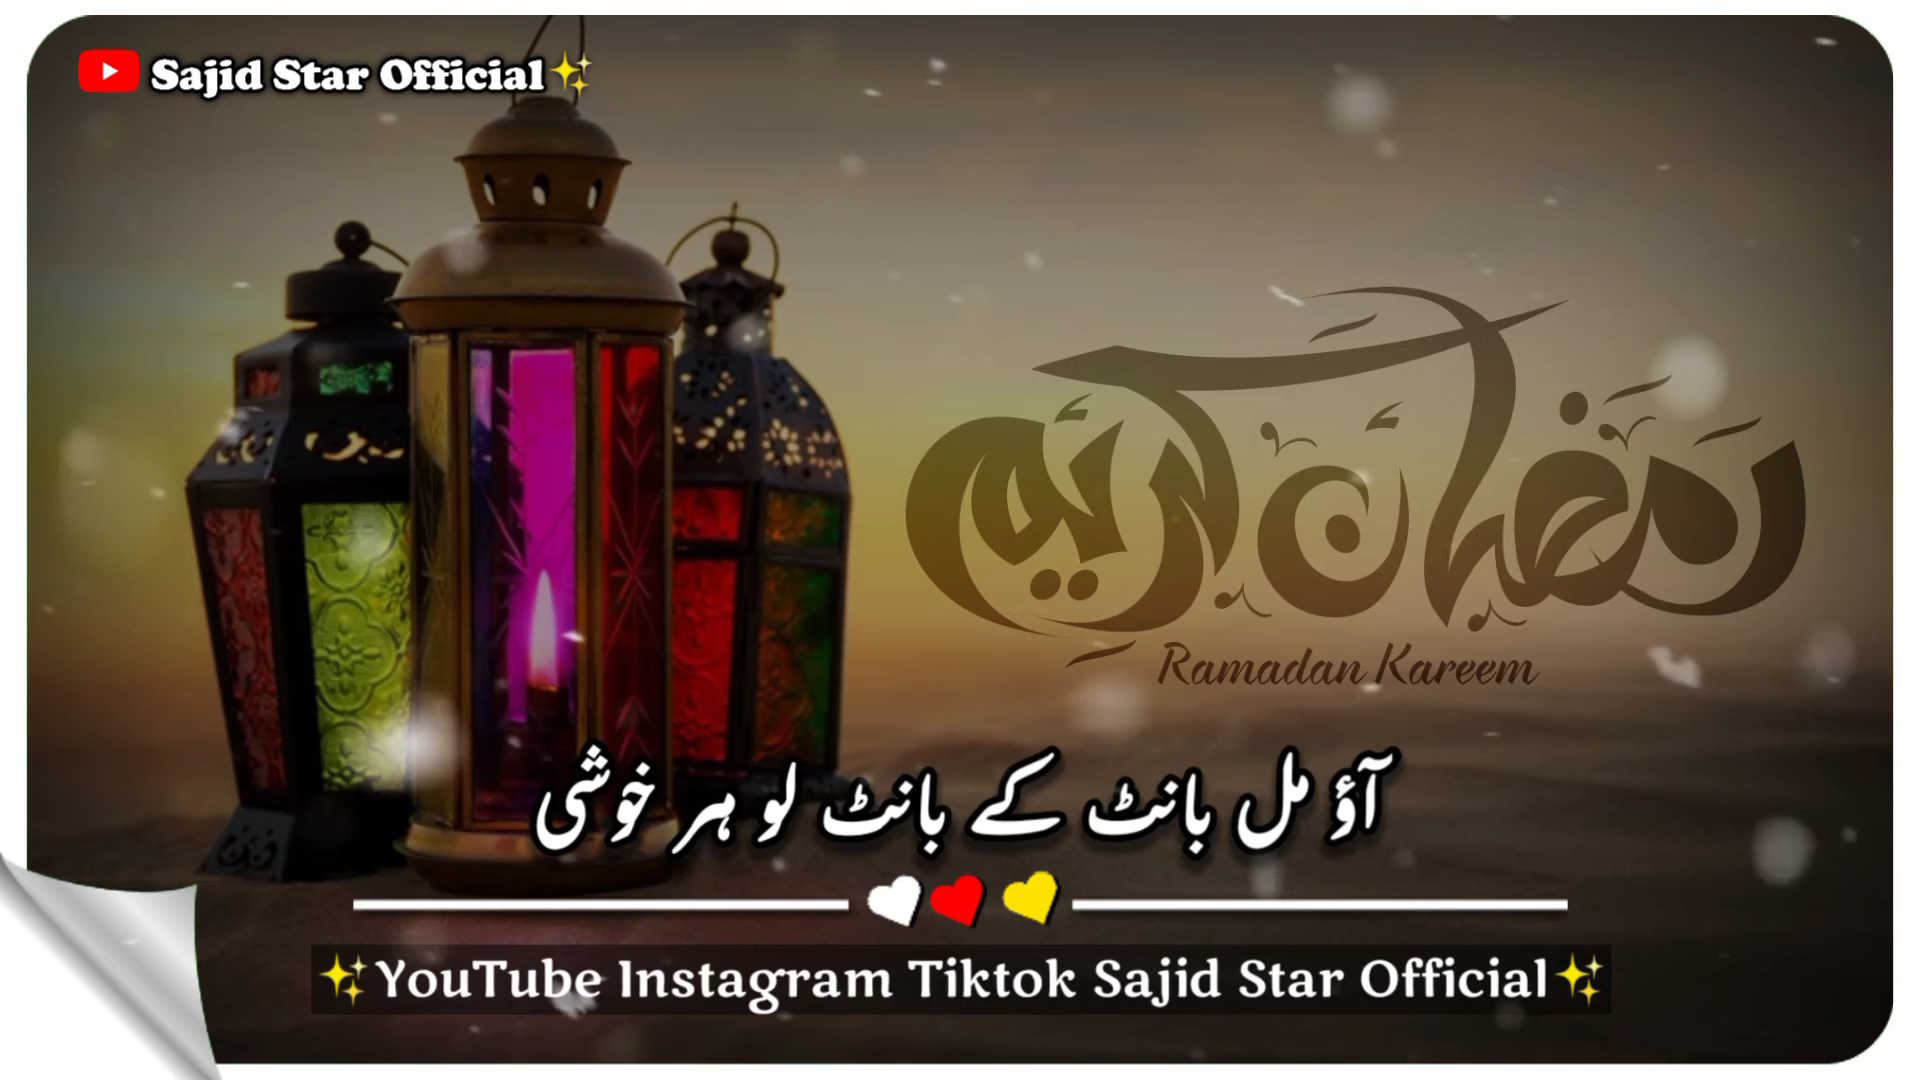 Sajid Star Official✨
رمضان كريم
Ramadan Kareem
آؤ مل بانٹ کے بانٹ لو ہر خوشی
✨YouTube Instagram Tiktok Sajid Star Official✨